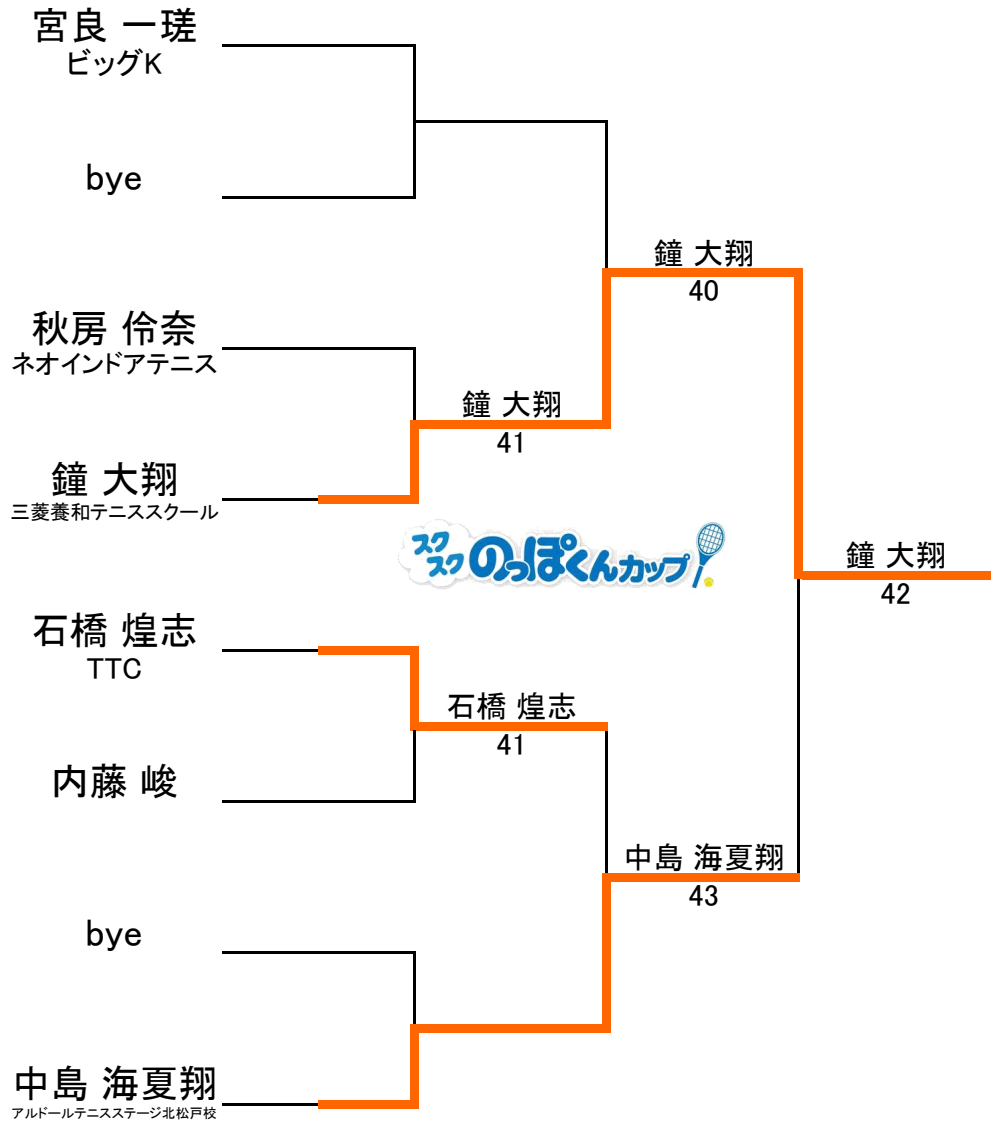 宮良 一瑳
ビッグK
bye
秋房 伶奈
ネオインドアテニス
鐘 大翔
三菱養和テニススクール
石橋 煌志
TTC
内藤 峻
bye
中島 海夏翔
アルドールテニスステージ北松戸校
鐘 大翔
41
石橋 煌志
41
スクスクのっぽくんカップ
鐘 大翔
40
中島 海夏翔
43
鐘 大翔
42